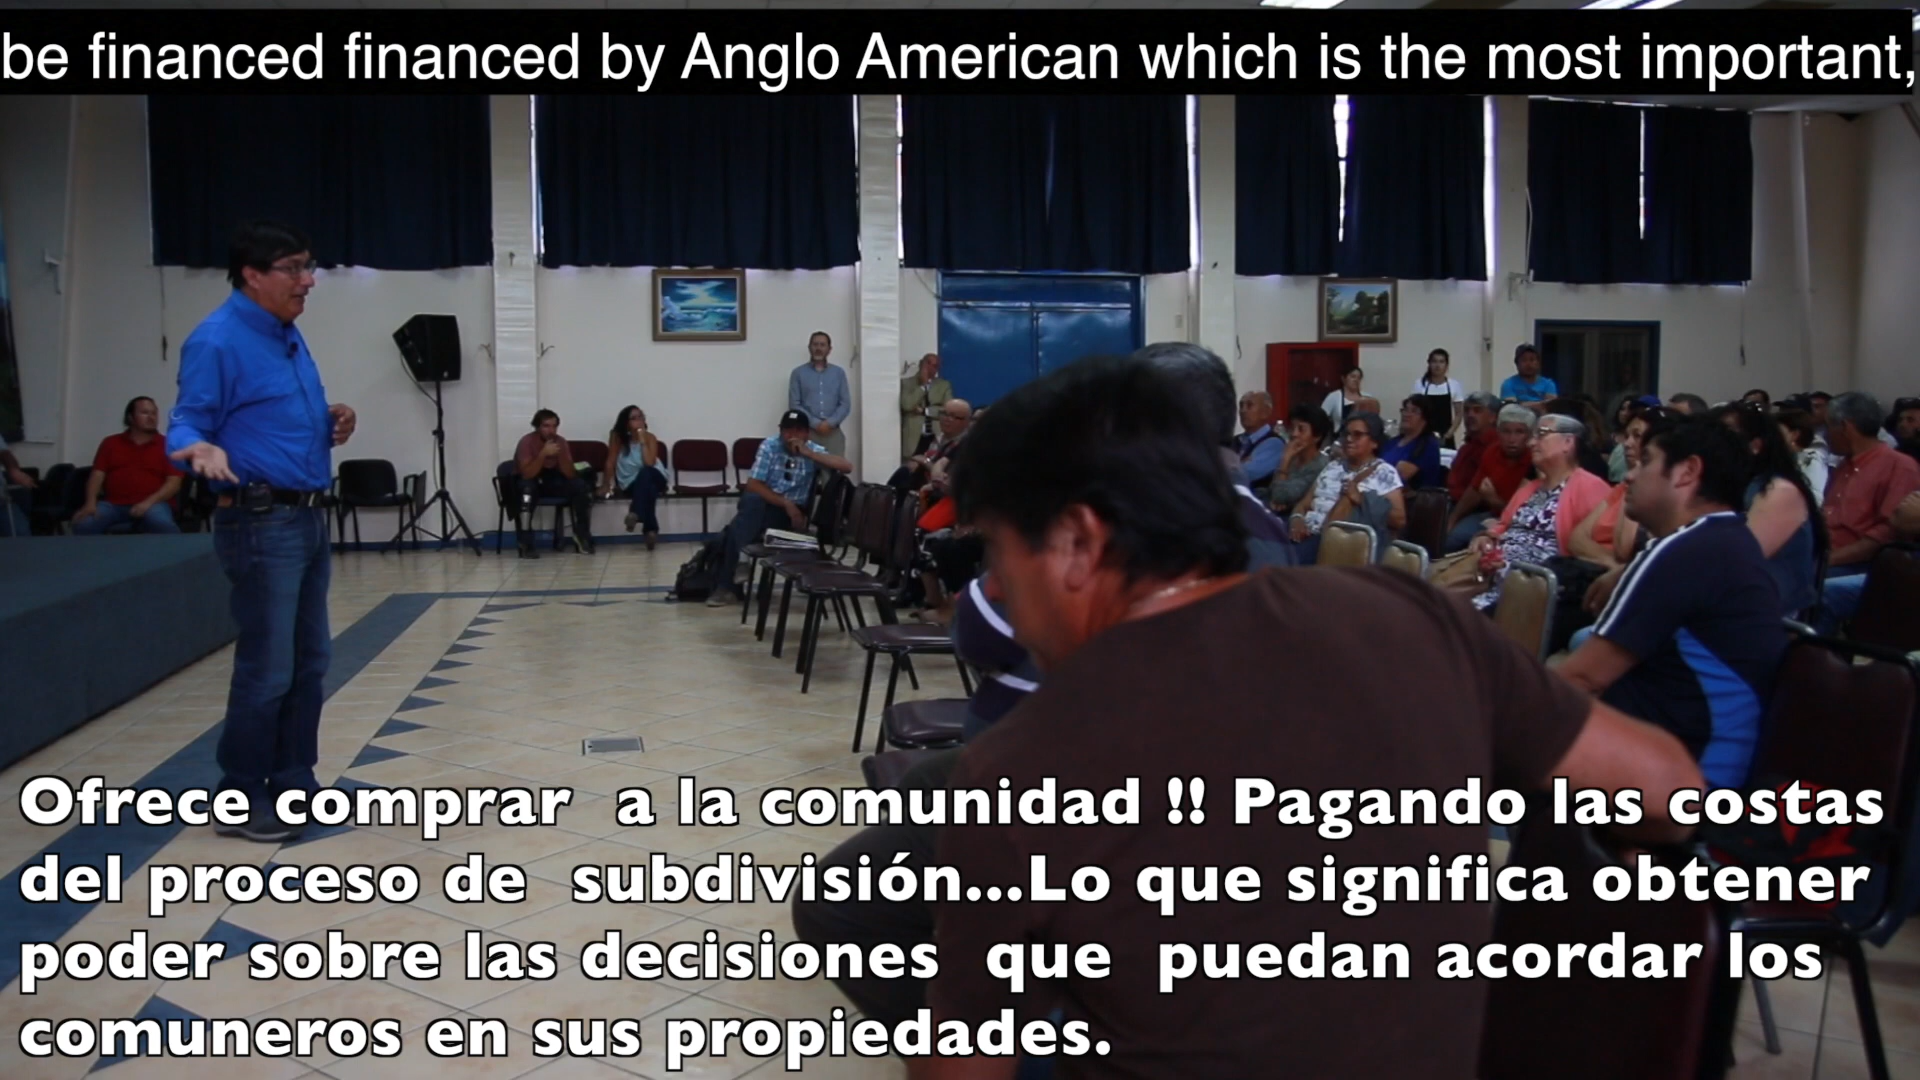 be financed financed by Anglo American which is the most important,
Ofrece comprar a la comunidad !! Pagando las costas
del proceso de subdivisión...Lo que significa obtener
poder sobre las decisiones que puedan acordar los
comuneros en sus propiedades.